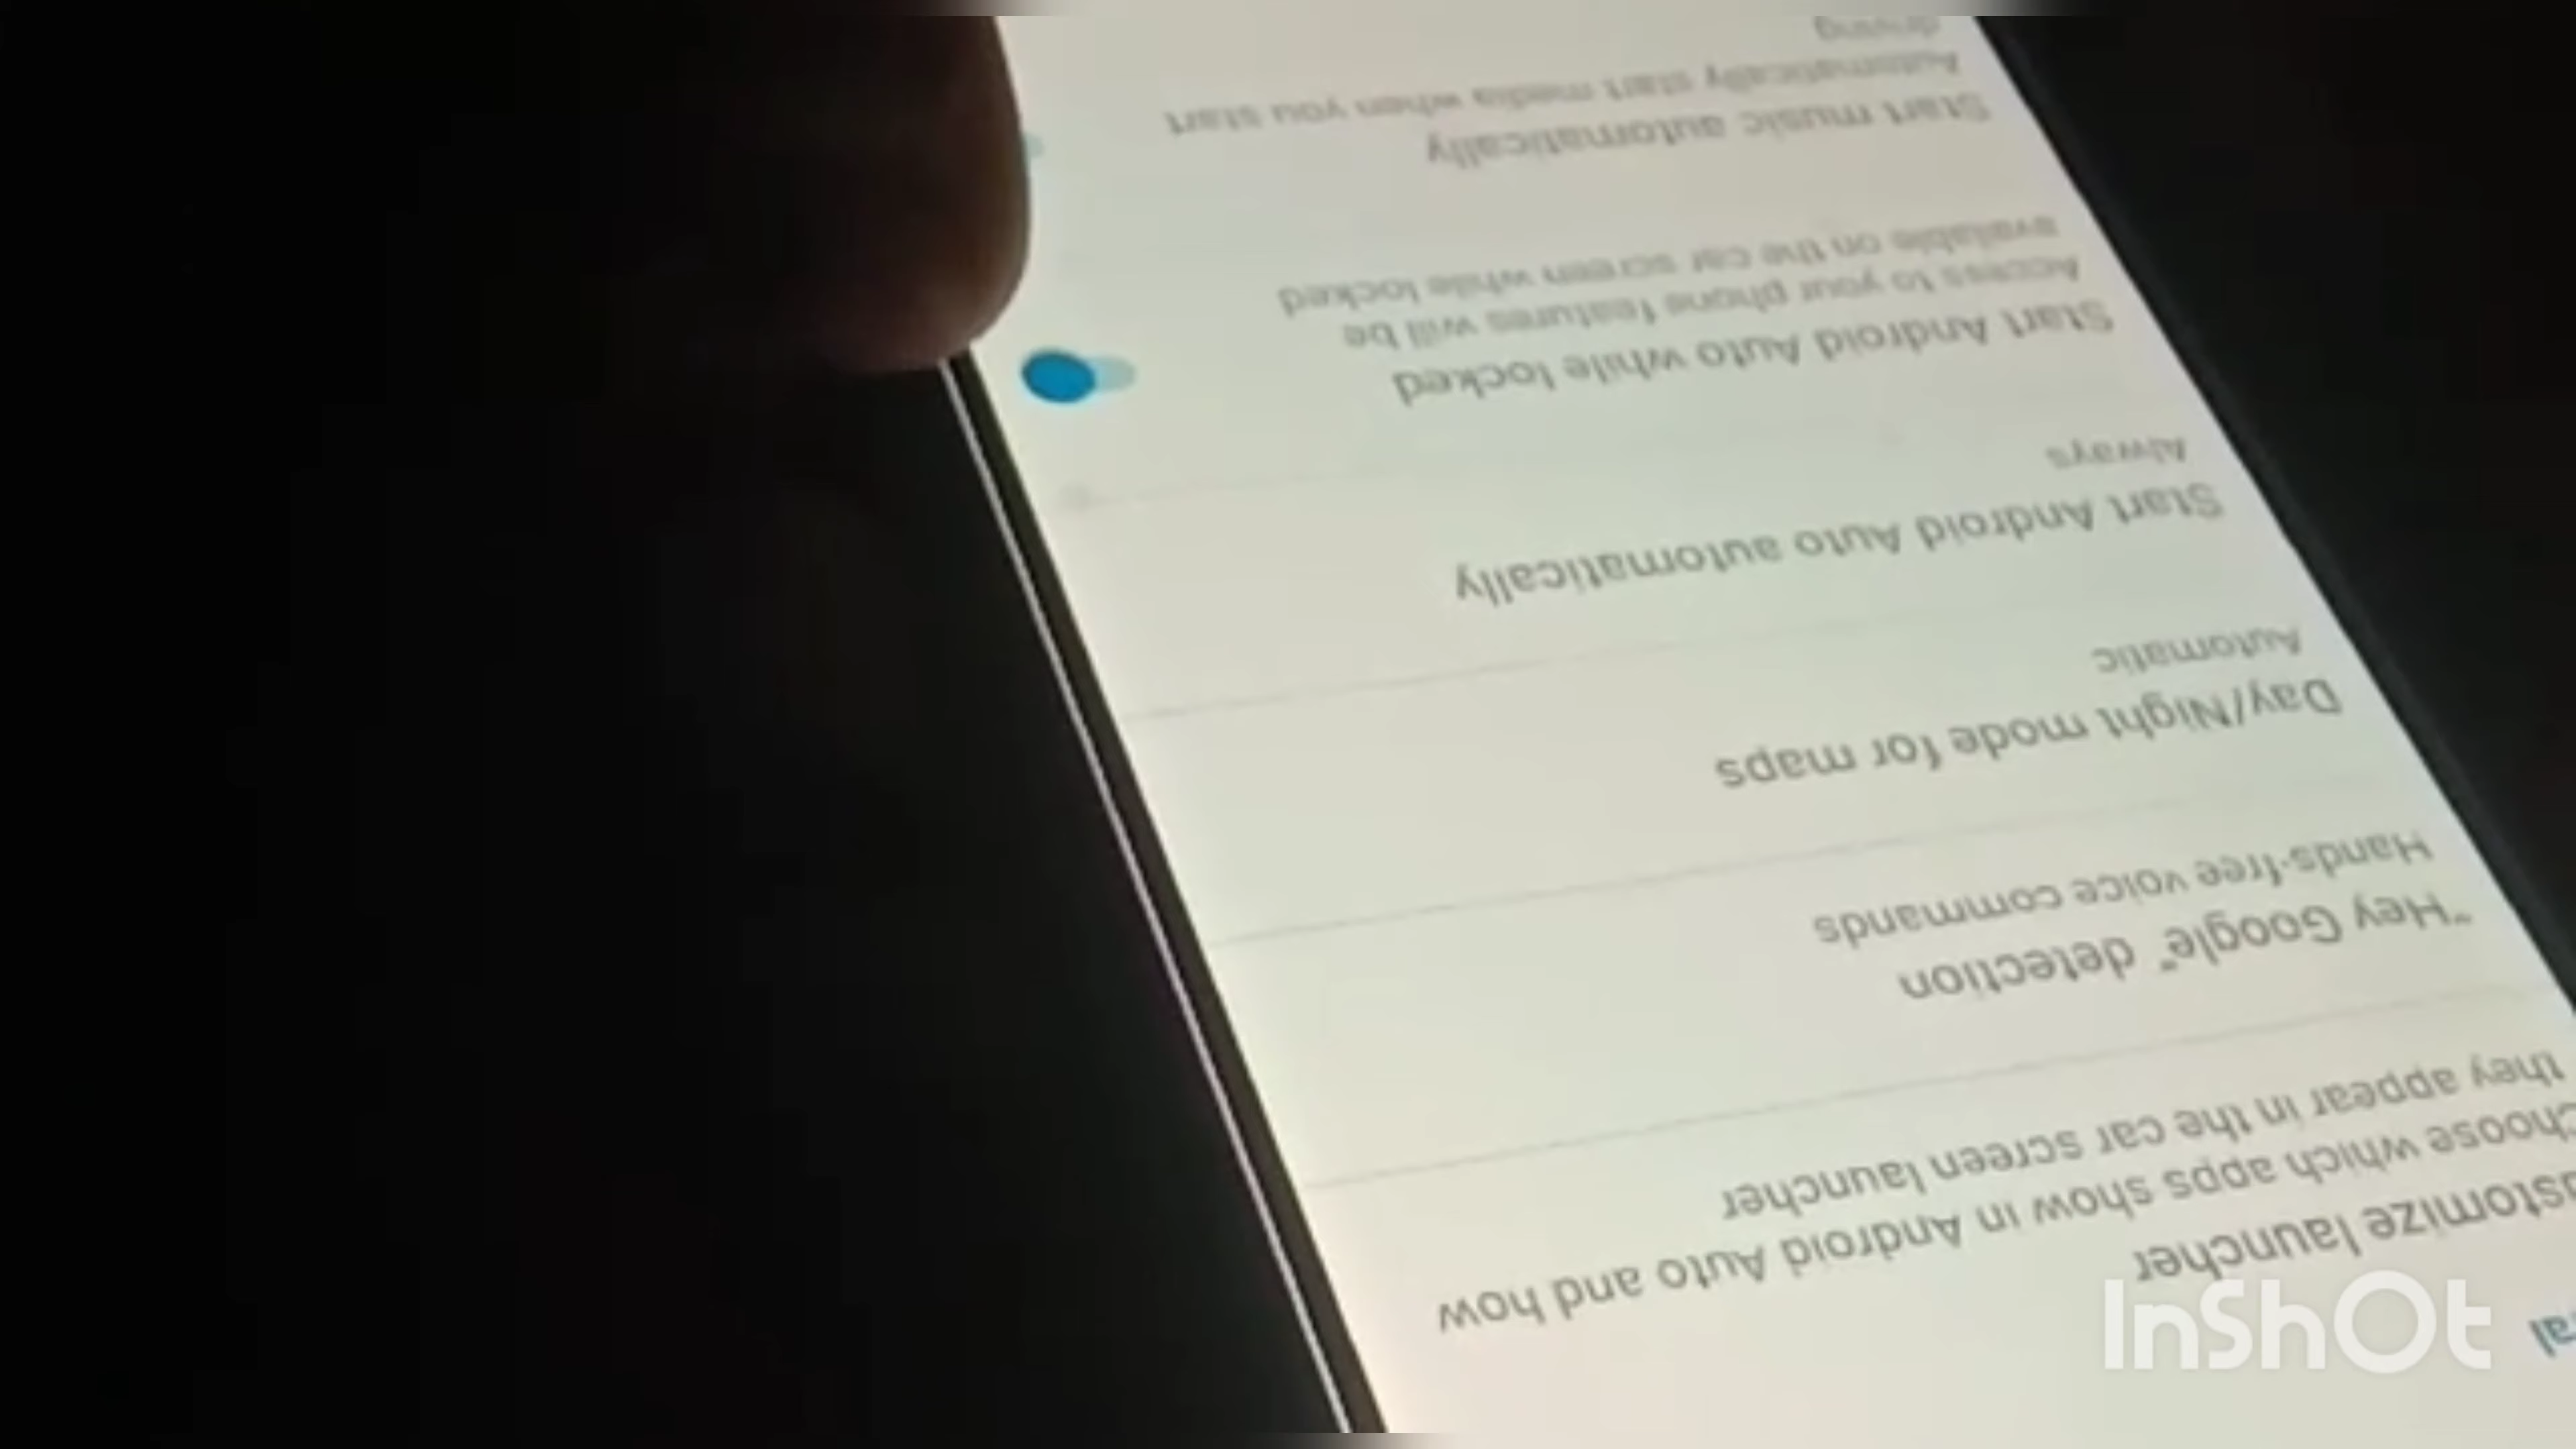 Customize launcher
Choose which apps show in Android Auto and how
they appear in the car screen launcher
"Hey Google" detection
Hands-free voice commands
Day/Night mode for maps
Automatic
Start Android Auto automatically
Always
Start Android Auto while locked
Access to your phone features will be
available on the car screen while locked
Start music automatically
Automatically start media when you start
driving
InShOt